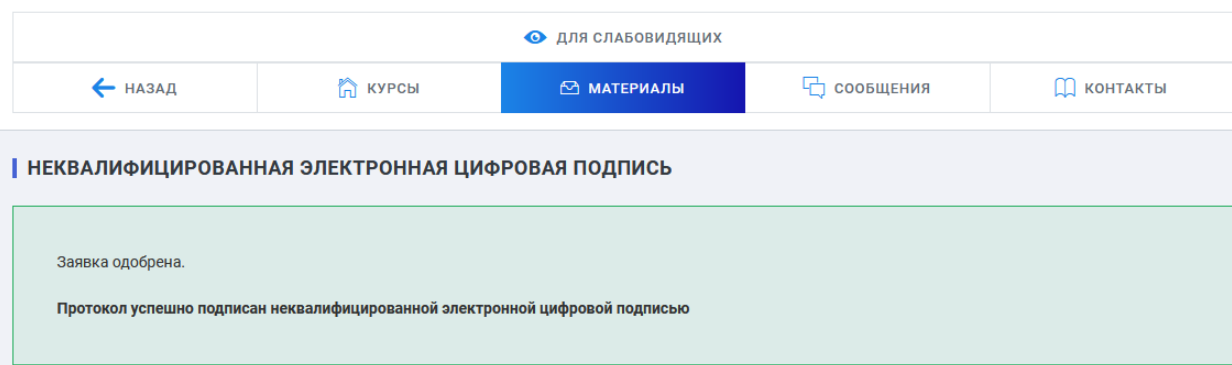 ДЛЯ СЛАБОВИДЯЩИХ
НАЗАД
КУРСЫ
МАТЕРИАЛЫ
СООБЩЕНИЯ
КОНТАКТЫ
НЕКВАЛИФИЦИРОВАННАЯ ЭЛЕКТРОННАЯ ЦИФРОВАЯ ПОДПИСЬ
Заявка одобрена.
Протокол успешно подписан неквалифицированной электронной цифровой подписью